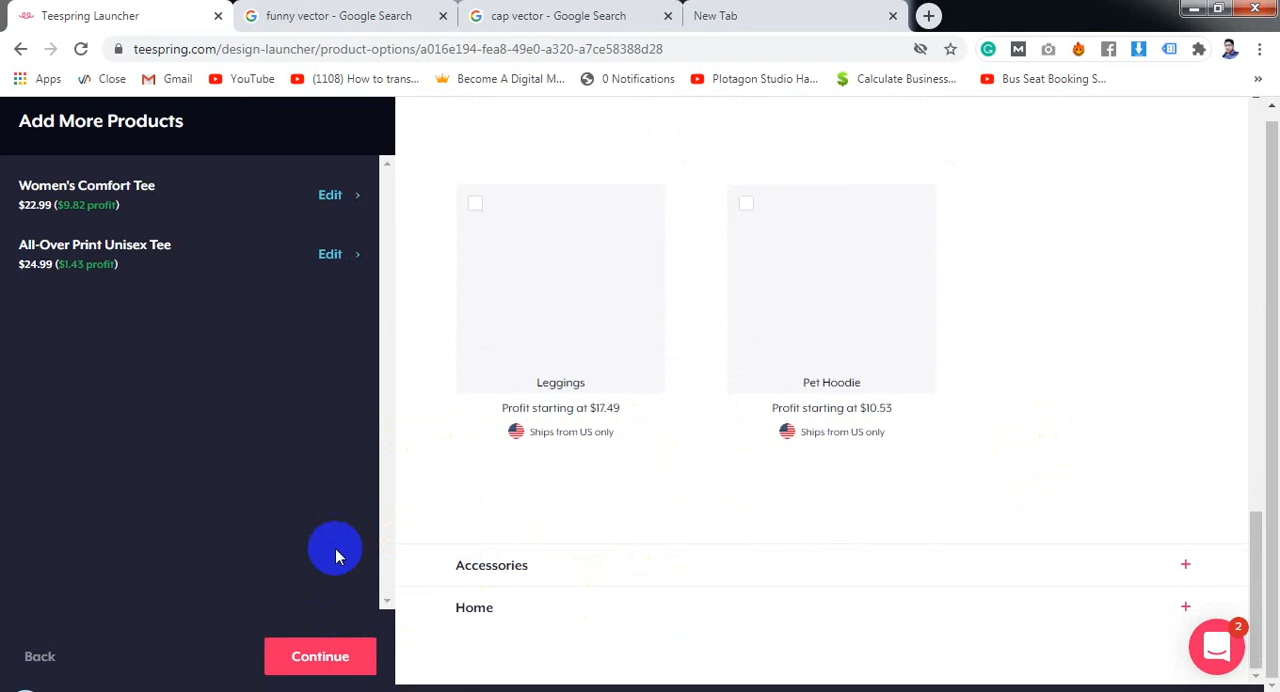 Teespring Launcher
funny vector - Google Search
cap vector - Google Search
New Tab
teespring.com/design-launcher/product-options/a016e194-fea8-49e0-a320-a7ce58388d28
Apps
Close
Gmail
YouTube
(1108) How to trans...
Become A Digital M...
0 Notifications
Plotagon Studio Ha...
Calculate Business...
Bus Seat Booking S...
»
Add More Products
Women's Comfort Tee
$22.99 ($9.82 profit)
Edit
All-Over Print Unisex Tee
$24.99 ($1.43 profit)
Edit
Leggings
Profit starting at $17.49
Ships from US only
Pet Hoodie
Profit starting at $10.53
Ships from US only
Accessories
+
Home
+
Back
Continue
2